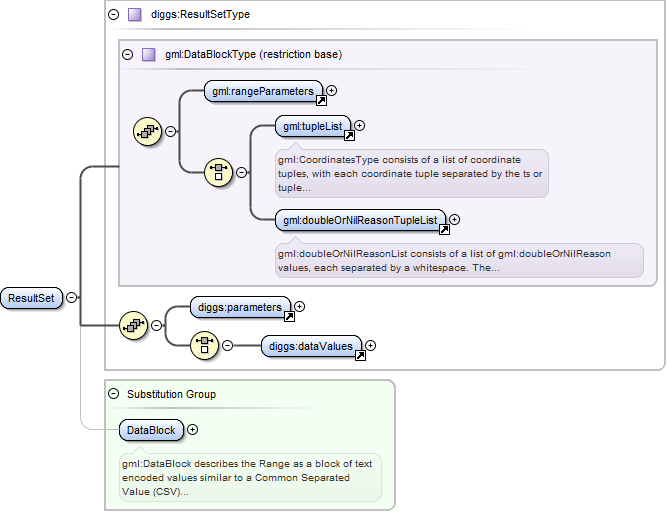 diggs:ResultSetType
gml:DataBlockType (restriction base)
gml:rangeParameters
gml:tupleList
gml:CoordinatesType consists of a list of coordinate
tuples, with each coordinate tuple separated by the ts or
tuple...
gml:doubleOrNilReasonTupleList
gml:doubleOrNilReasonList consists of a list of gml:doubleOrNilReason
values, each separated by a whitespace. The...
ResultSet
diggs:parameters
diggs:dataValues
Substitution Group
DataBlock
gml:DataBlock describes the Range as a block of text
encoded values similar to a Common Separated
Value (CSV)...